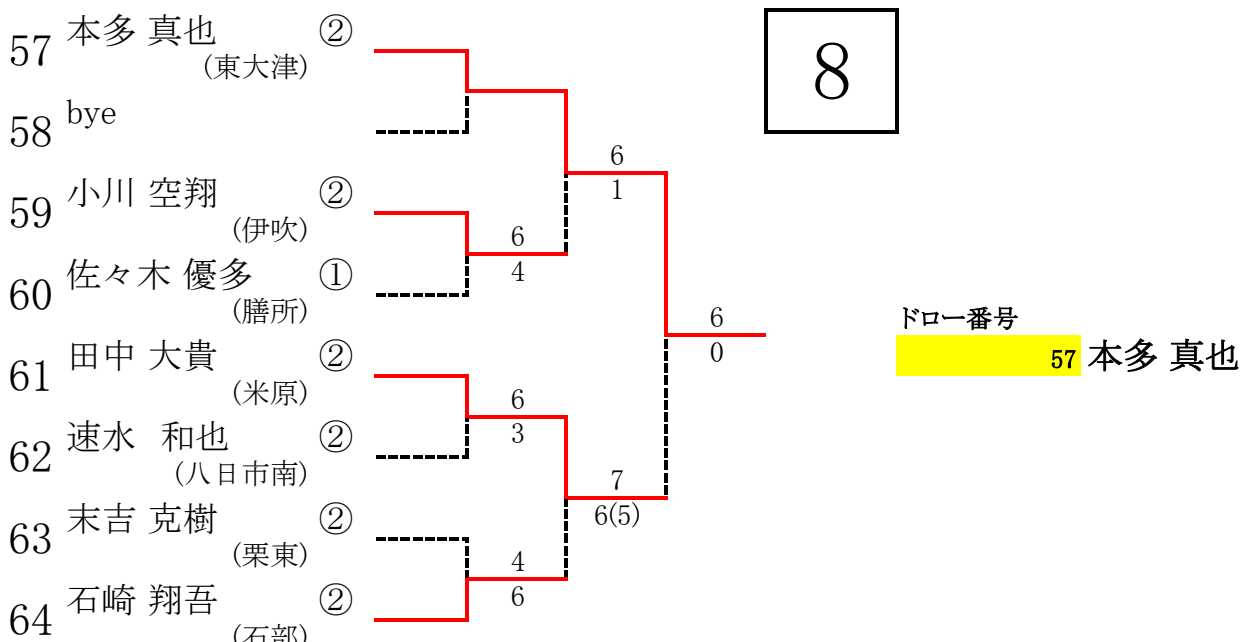 57 本多 真也 ②
(東大津)
8
58 bye
6
1
59 小川 空翔 ②
(伊吹)
6
4
60 佐々木 優多 ①
(膳所)
6
0
ドロー番号
57 本多 真也
61 田中 大貴 ②
(米原)
6
3
62 速水 和也 ②
(八日市南)
7
6(5)
63 末吉 克樹 ②
(栗東)
4
6
64 石崎 翔吾 ②
(石部)